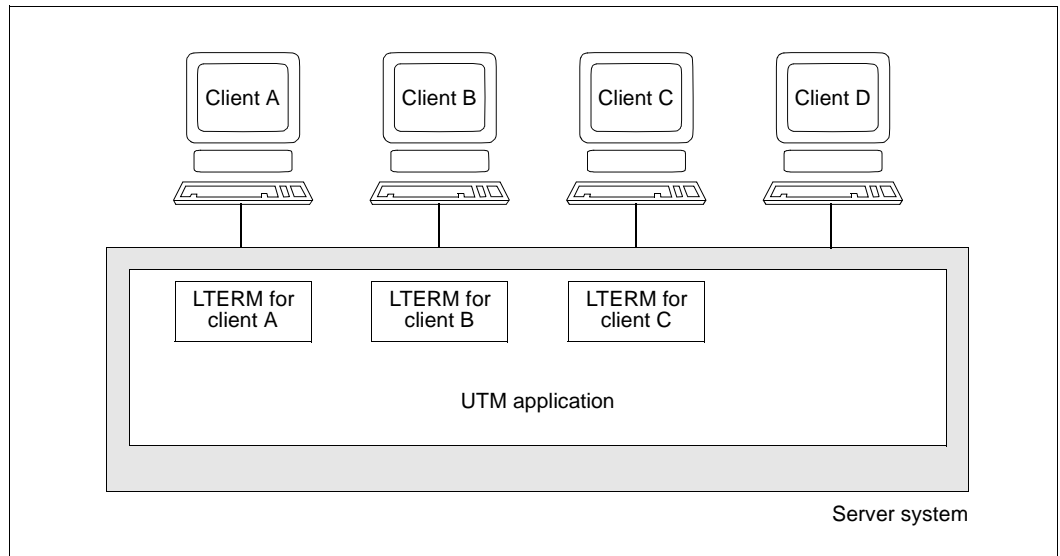 Client A
Client B
Client C
Client D
LTERM for
client A
LTERM for
client B
LTERM for
client C
UTM application
Server system